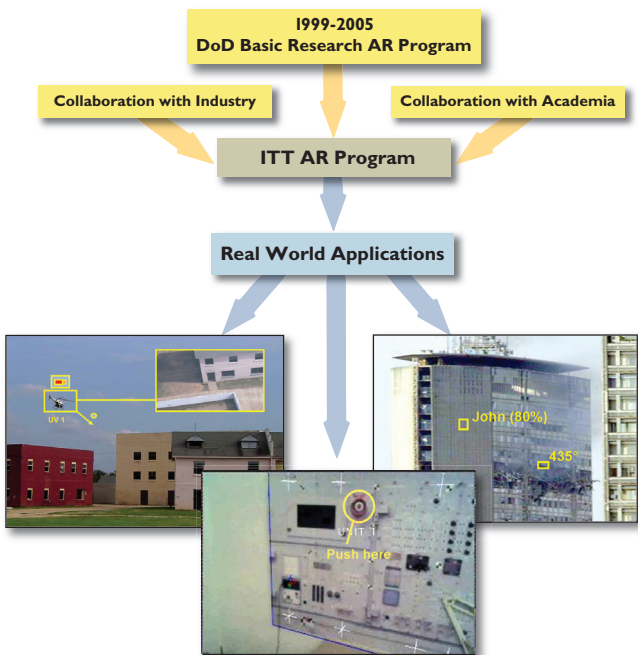 1999-2005
DoD Basic Research AR Program
Collaboration with Industry
Collaboration with Academia
ITT AR Program
Real World Applications
UV 1
John (80%)
435°
UNIT 1
Push here